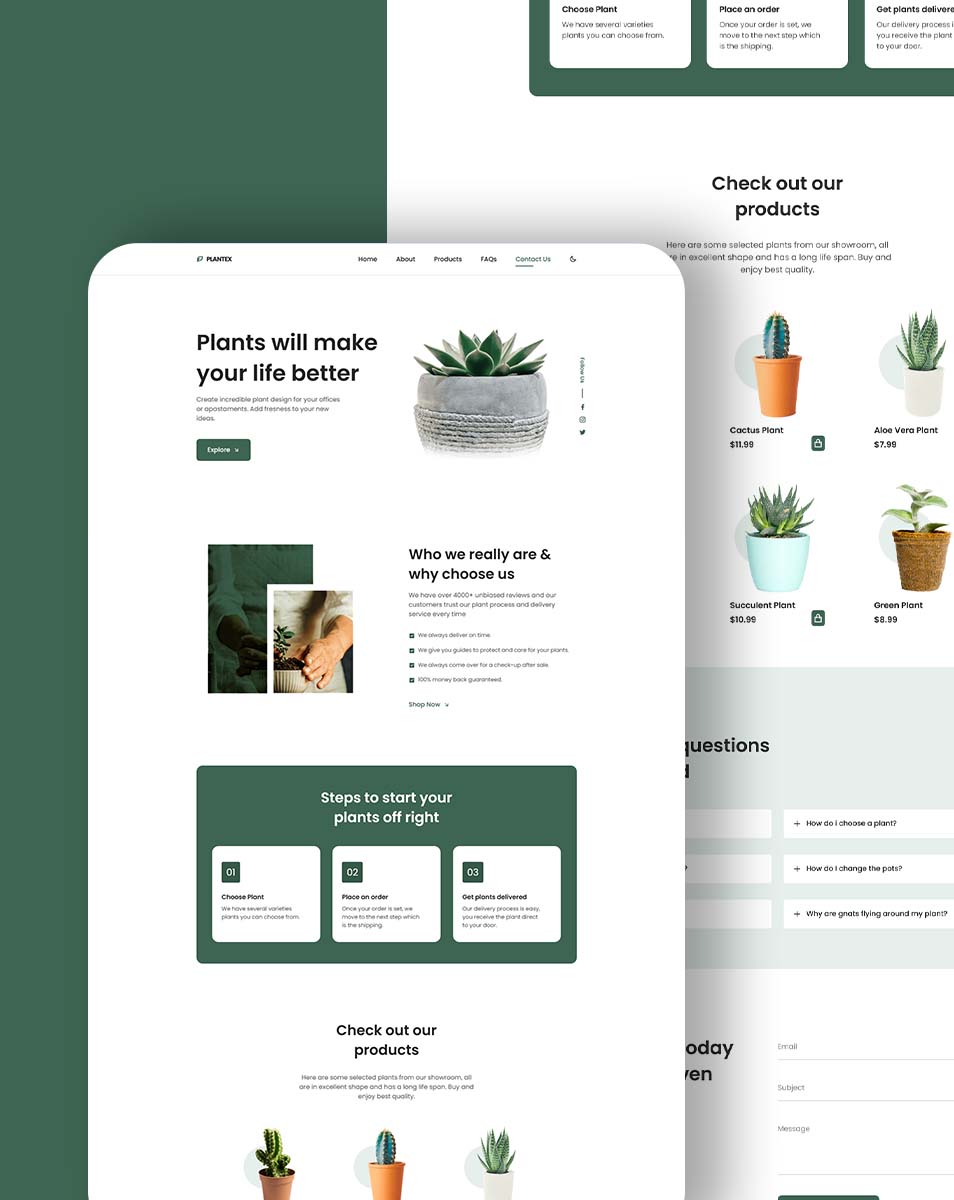 Choose Plant
We have several varieties
plants you can choose from.
Place an order
Once your order is set, we
move to the next step which
is the shipping.
Get plants delivere
Our delivery process i
you receive the plant
to your door.
Check out our
products
Here are some selected plants from our showroom, all
re in excellent shape and has a long life span. Buy and
enjoy best quality.
Cactus Plant
$11.99
Aloe Vera Plant
$7.99
Succulent Plant
$10.99
Green Plant
$8.99
questions
d
?
How do i choose a plant?
How do I change the pots?
Why are gnats flying around my plant?
oday
ven
Email
Subject
Message
PLANTEX
Home
About
Products
FAQs
Contact Us
Plants will make
your life better
Create incredible plant design for your offices
or apastaments. Add fresness to your new
ideas.
Explore
Follow Us
Who we really are &
why choose us
We have over 4000+ unbiased reviews and our
customers trust our plant process and delivery
service every time
We always deliver on time.
We give you guides to protect and care for your plants.
We always come over for a check-up after sale.
100% money back guaranteed.
Shop Now
Steps to start your
plants off right
01
Choose Plant
We have several varieties
plants you can choose from.
02
Place an order
Once your order is set, we
move to the next step which
is the shipping.
03
Get plants delivered
Our delivery process is easy,
you receive the plant direct
to your door.
Check out our
products
Here are some selected plants from our showroom, all
are in excellent shape and has a long life span. Buy and
enjoy best quality.